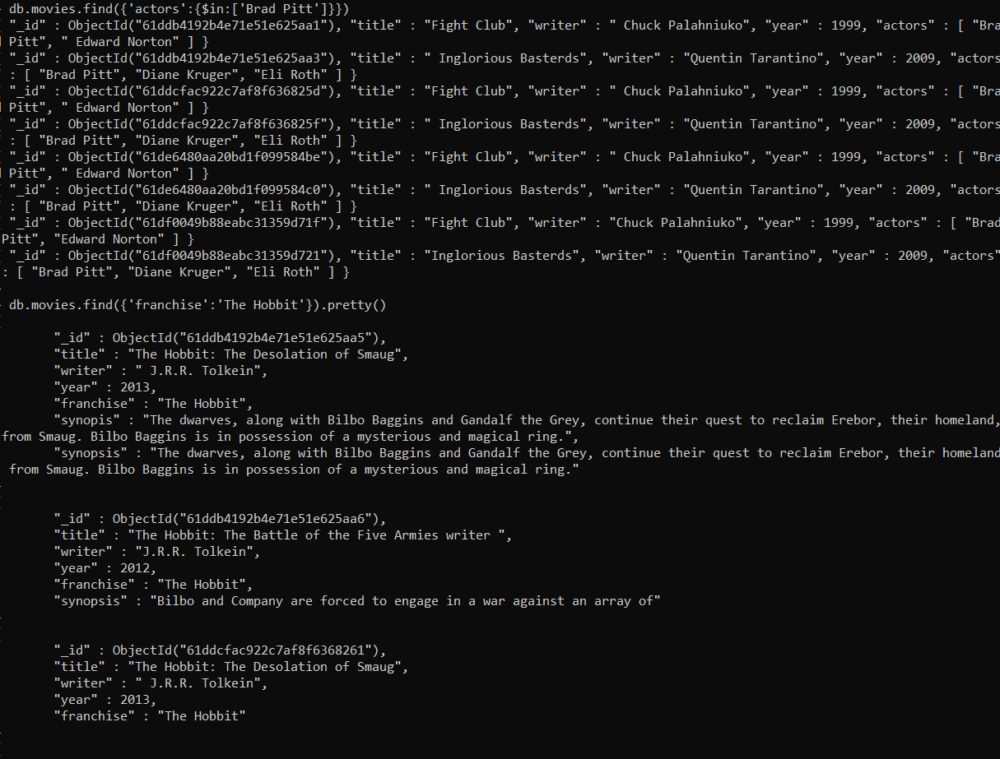 db.movies.find({'actors':{$in:['Brad Pitt']}})
"_id" : ObjectId("61ddb4192b4e71e51e625aa1"), "title" : "Fight Club", "writer" : " Chuck Palahniuko", "year" : 1999, "actors" : [ "Bra
Pitt", " Edward Norton" ] }
"_id" : ObjectId("61ddb4192b4e71e51e625aa3"), "title" : " Inglorious Basterds", "writer" : "Quentin Tarantino", "year" : 2009, "actors
: [ "Brad Pitt", "Diane Kruger", "Eli Roth" ] }
"_id" : ObjectId("61ddcfac922c7af8f636825d"), "title" : "Fight Club", "writer" : " Chuck Palahniuko", "year" : 1999, "actors" : [ "Bra
Pitt", " Edward Norton" ] }
"_id" : ObjectId("61ddcfac922c7af8f636825f"), "title" : " Inglorious Basterds", "writer" : "Quentin Tarantino", "year" : 2009, "actors
: [ "Brad Pitt", "Diane Kruger", "Eli Roth" ] }
"_id" : ObjectId("61de6480aa20bd1f099584be"), "title" : "Fight Club", "writer" : " Chuck Palahniuko", "year" : 1999, "actors" : [ "Bra
Pitt", " Edward Norton" ] }
"_id" : ObjectId("61de6480aa20bd1f099584c0"), "title" : " Inglorious Basterds", "writer" : "Quentin Tarantino", "year" : 2009, "actors
: [ "Brad Pitt", "Diane Kruger", "Eli Roth" ] }
"_id" : ObjectId("61df0049b88eabc31359d71f"), "title" : "Fight Club", "writer" : "Chuck Palahniuko", "year" : 1999, "actors" : [ "Brad
Pitt", "Edward Norton" ] }
"_id" : ObjectId("61df0049b88eabc31359d721"), "title" : "Inglorious Basterds", "writer" : "Quentin Tarantino", "year" : 2009, "actors"
: [ "Brad Pitt", "Diane Kruger", "Eli Roth" ] }
db.movies.find({'franchise':'The Hobbit'}).pretty()
"_id" : ObjectId("61ddb4192b4e71e51e625aa5"),
"title" : "The Hobbit: The Desolation of Smaug",
"writer" : " J.R.R. Tolkein",
"year" : 2013,
"franchise" : "The Hobbit",
"synopis" : "The dwarves, along with Bilbo Baggins and Gandalf the Grey, continue their quest to reclaim Erebor, their homeland,
from Smaug. Bilbo Baggins is in possession of a mysterious and magical ring.",
"synopsis" : "The dwarves, along with Bilbo Baggins and Gandalf the Grey, continue their quest to reclaim Erebor, their homeland
from Smaug. Bilbo Baggins is in possession of a mysterious and magical ring."
"_id" : ObjectId("61ddb4192b4e71e51e625aa6"),
"title" : "The Hobbit: The Battle of the Five Armies writer ",
"writer" : "J.R.R. Tolkein",
"year" : 2012,
"franchise" : "The Hobbit",
"synopsis" : "Bilbo and Company are forced to engage in a war against an array of"
"_id" : ObjectId("61ddcfac922c7af8f6368261"),
"title" : "The Hobbit: The Desolation of Smaug",
"writer" : " J.R.R. Tolkein",
"year" : 2013,
"franchise" : "The Hobbit"